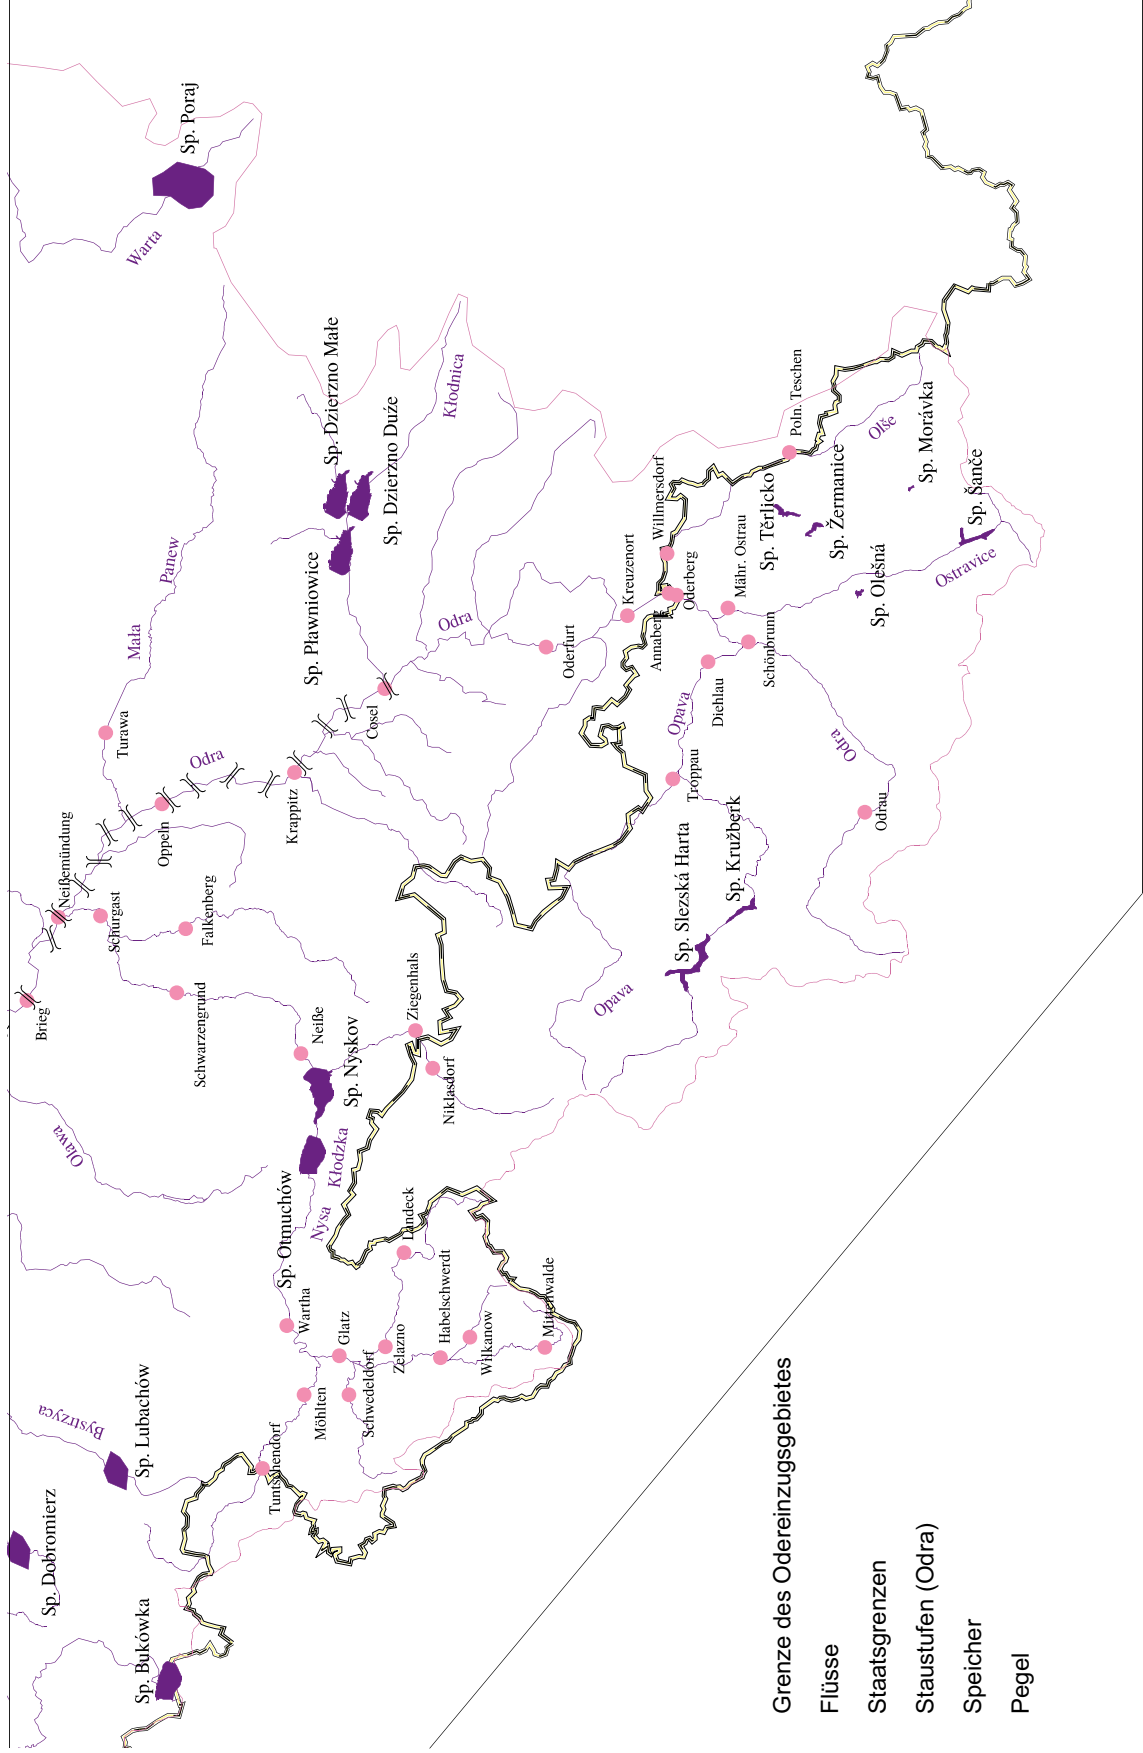 Sp. Bukówka
Sp. Dobromierz
Bystrzyca
Sp. Lubachów
Tuntschendorf
Möhlten
Schwedeldorf
Wartha
Glatz
Zelazno
Habelschwerdt
Wilkanow
Mittenwalde
Landeck
Sp. Otmuchów
Nysa
Kłodzka
Sp. Nyskov
Oława
Neiße
Ziegenhals
Niklasdorf
Schwarzengrund
Brieg
Neißemündung
Schurgast
Falkenberg
Oppeln
Turawa
Mała
Panew
Odra
Krappitz
Cosel
Sp. Pławniowice
Sp. Dzierzno Małe
Sp. Dzierzno Duźe
Kłodnica
Warta
Sp. Poraj
Odra
Oderfurt
Kreuzenort
Willmersdorf
Annaberg
Oderberg
Mähr. Ostrau
Schönbrunn
Diehlau
Opava
Troppau
Opava
Sp. Slezská Harta
Sp. Kružberk
Odrau
Odra
Poln. Teschen
Olše
Sp. Těrlicko
Sp. Žermanice
Sp. Morávka
Sp. Šanče
Sp. Olešná
Ostravice
Grenze des Odereinzugsgebietes
Flüsse
Staatsgrenzen
Staustufen (Odra)
Speicher
Pegel